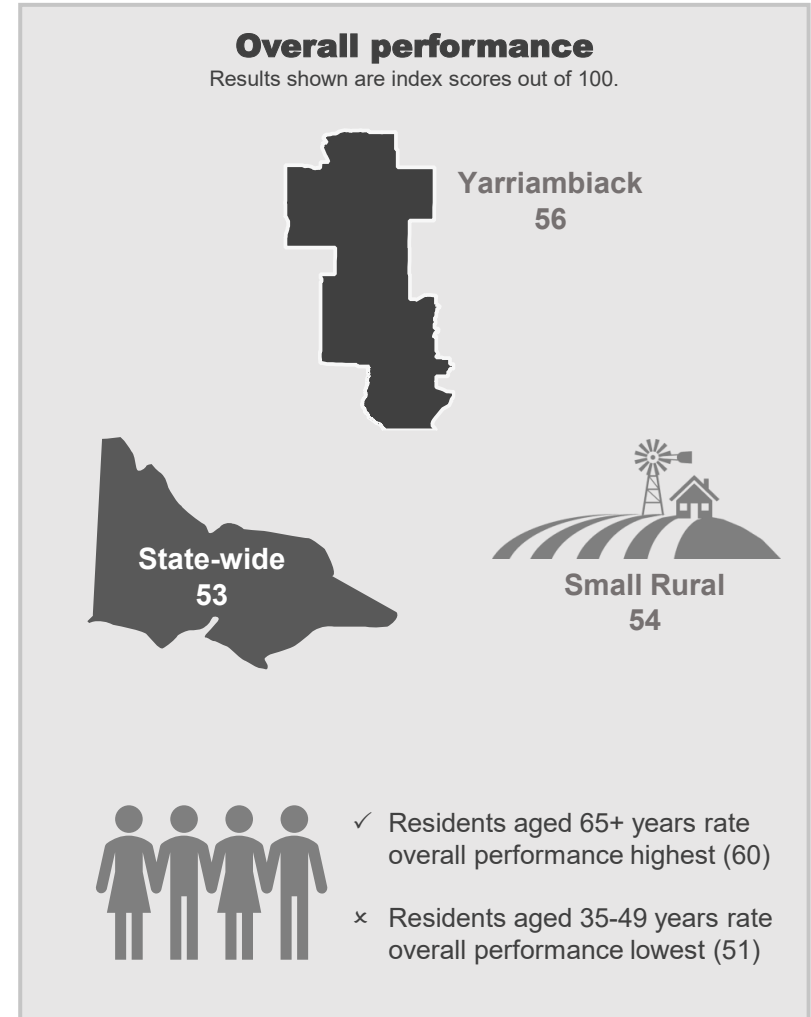 Overall performance
Results shown are index scores out of 100.
Yarriambiack
56
State-wide
53
Small Rural
54
✓ Residents aged 65+ years rate
overall performance highest (60)
× Residents aged 35-49 years rate
overall performance lowest (51)